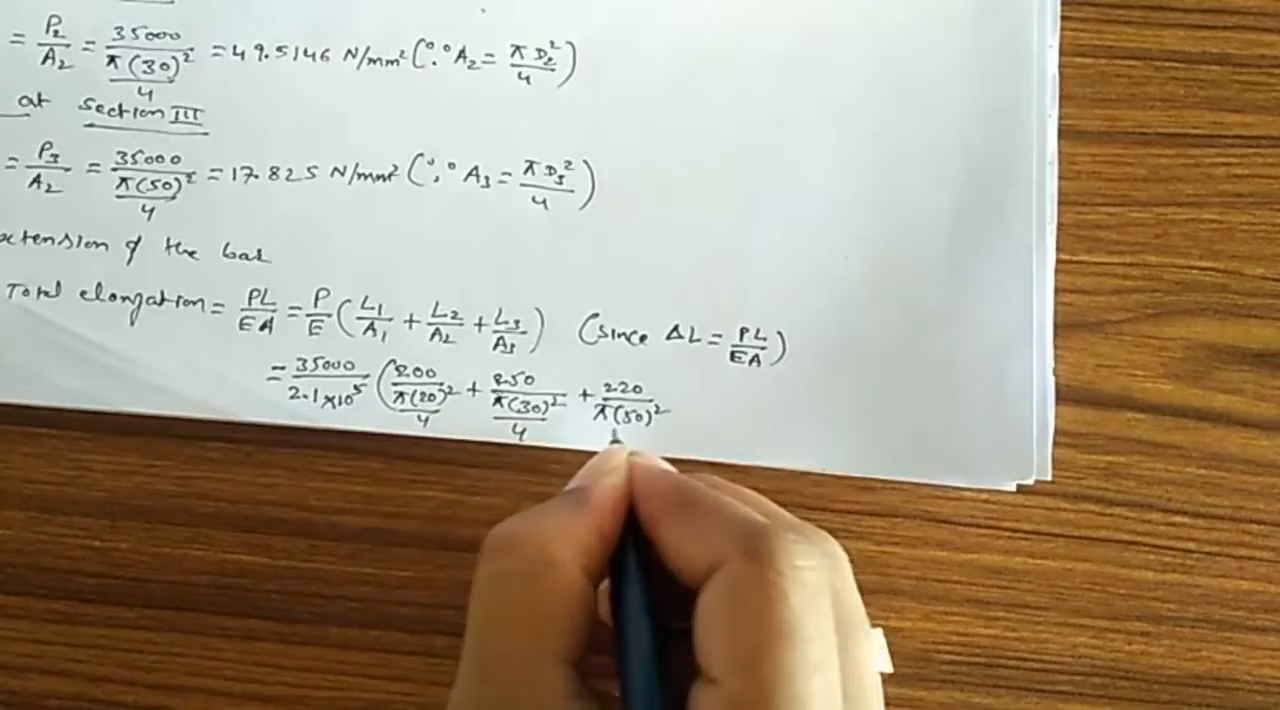 = P₂/A₂ = 35000/(π(30)²/4) = 49.5146 N/mm² (∵ A₂ = πD₂²/4)
at section III
= P₃/A₂ = 35000/(π(50)²/4) = 17.825 N/mm² (∵ A₃ = πD₃²/4)
xtension of the bar
Total elongation = PL/EA = P/E (L₁/A₁ + L₂/A₂ + L₃/A₃) (since ΔL = PL/EA)
= 35000/2.1×10⁵ (200/(π(20)²/4) + 250/(π(30)²/4) + 220/π(50)²